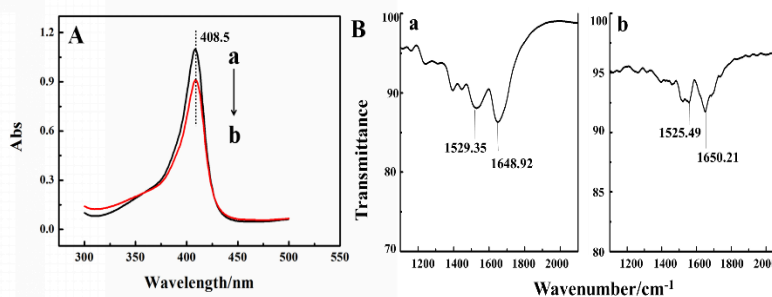 A
408.5
a
b
Abs
1.2
0.9
0.6
0.3
0.0
300 350 400 450 500 550
Wavelength/nm
B
a
Transmittance
100
90
80
70
1529.35
1648.92
1200 1400 1600 1800 2000
b
100
95
90
85
80
1525.49
1650.21
1200 1400 1600 1800 2000
Wavenumber/cm-1